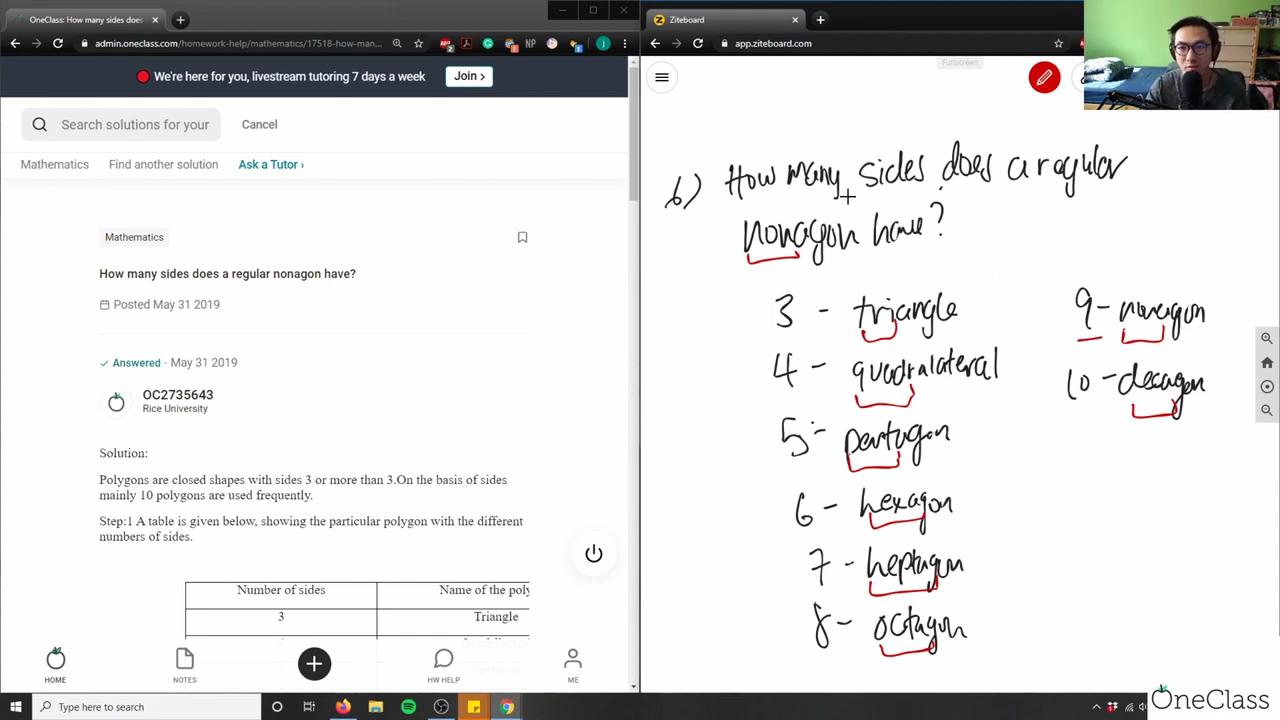 OneClass: How many sides does
Ziteboard
admin.oneclass.com/homework-help/mathematics/17518-how-man...
NP
j
app.ziteboard.com
We're here for you, livestream tutoring 7 days a week
Join ›
Fullscreen
Search solutions for your
Cancel
Mathematics
Find another solution
Ask a Tutor ›
Mathematics
How many sides does a regular nonagon have?
Posted May 31 2019
Answered · May 31 2019
OC2735643
Rice University
Solution:
Polygons are closed shapes with sides 3 or more than 3.On the basis of sides
mainly 10 polygons are used frequently.
Step:1 A table is given below, showing the particular polygon with the different
numbers of sides.
Number of sides
Name of the poly
3
Triangle
HOME
NOTES
HW HELP
ME
Type here to search
6) How many sides does a regular
nonagon have?
3 - triangle
4 - quadralateral
5 - pentagon
6 - hexagon
7 - heptagon
8 - octagon
9 - nonagon
10 - decagon
OneClass